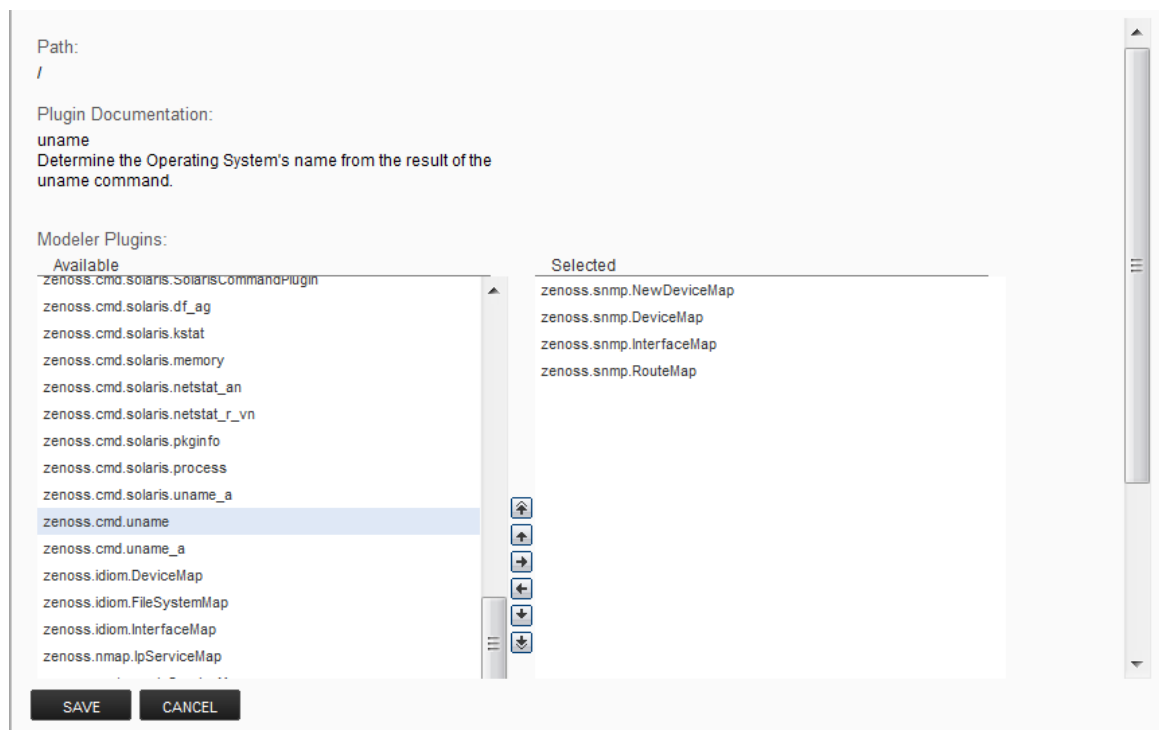 Path:
/
Plugin Documentation:
uname
Determine the Operating System's name from the result of the
uname command.
Modeler Plugins:
Available
zenoss.cmd.solaris.SolarisCommandPlugin
zenoss.cmd.solaris.df_ag
zenoss.cmd.solaris.kstat
zenoss.cmd.solaris.memory
zenoss.cmd.solaris.netstat_an
zenoss.cmd.solaris.netstat_r_vn
zenoss.cmd.solaris.pkginfo
zenoss.cmd.solaris.process
zenoss.cmd.solaris.uname_a
zenoss.cmd.uname
zenoss.cmd.uname_a
zenoss.idiom.DeviceMap
zenoss.idiom.FileSystemMap
zenoss.idiom.InterfaceMap
zenoss.nmap.IpServiceMap
Selected
zenoss.snmp.NewDeviceMap
zenoss.snmp.DeviceMap
zenoss.snmp.InterfaceMap
zenoss.snmp.RouteMap
SAVE CANCEL